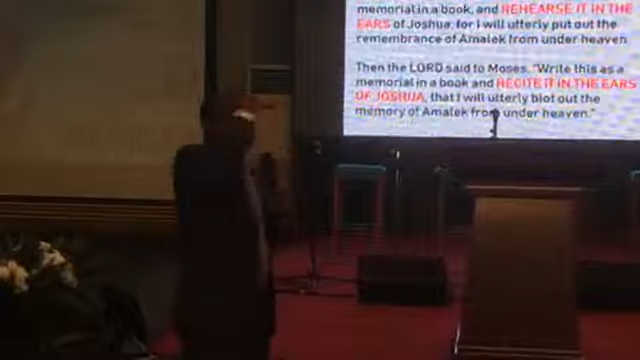 memorial in a book, and REHEARSE IT IN THE
EARS of Joshua, for I will utterly put out the
remembrance of Amalek from under heaven
Then the LORD said to Moses, "Write this as a
memorial in a book and RECITE IT IN THE EARS
OF JOSHUA, that I will utterly blot out the
memory of Amalek from under heaven."